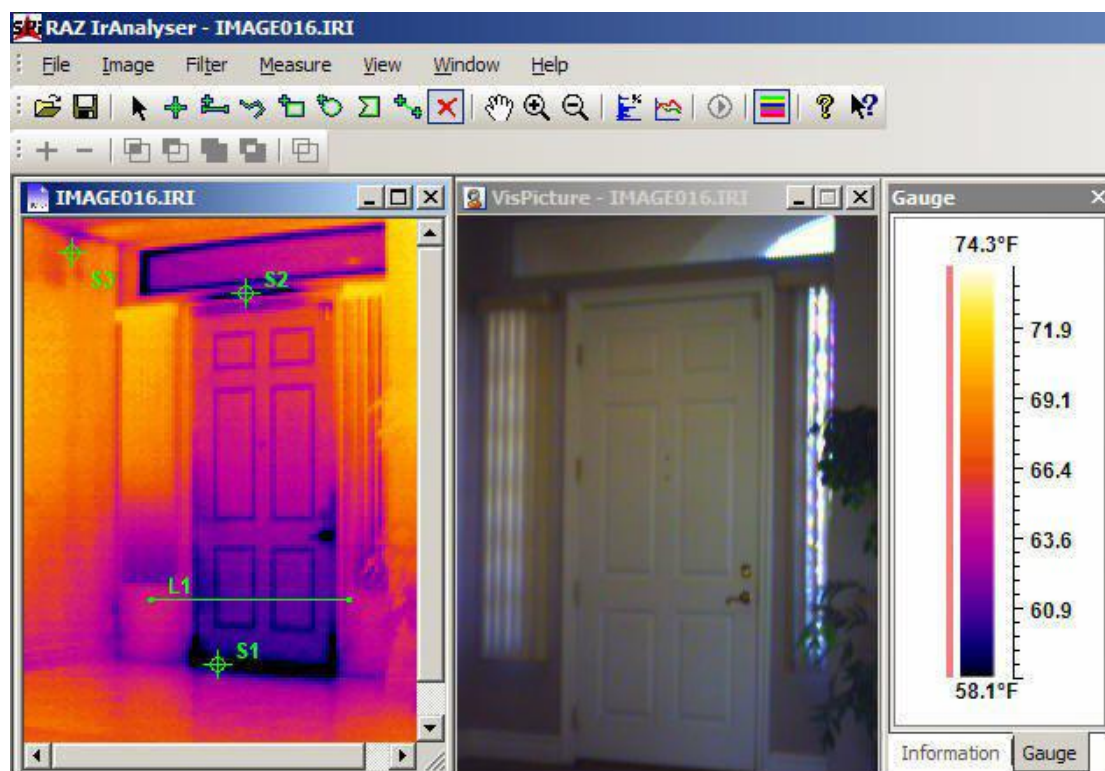 RAZ IrAnalyser - IMAGE016.IRI
File Image Filter Measure View Window Help
IMAGE016.IRI
VisPicture - IMAGE016.IRI
Gauge
S3
S2
L1
S1
74.3°F
71.9
69.1
66.4
63.6
60.9
58.1°F
Information Gauge